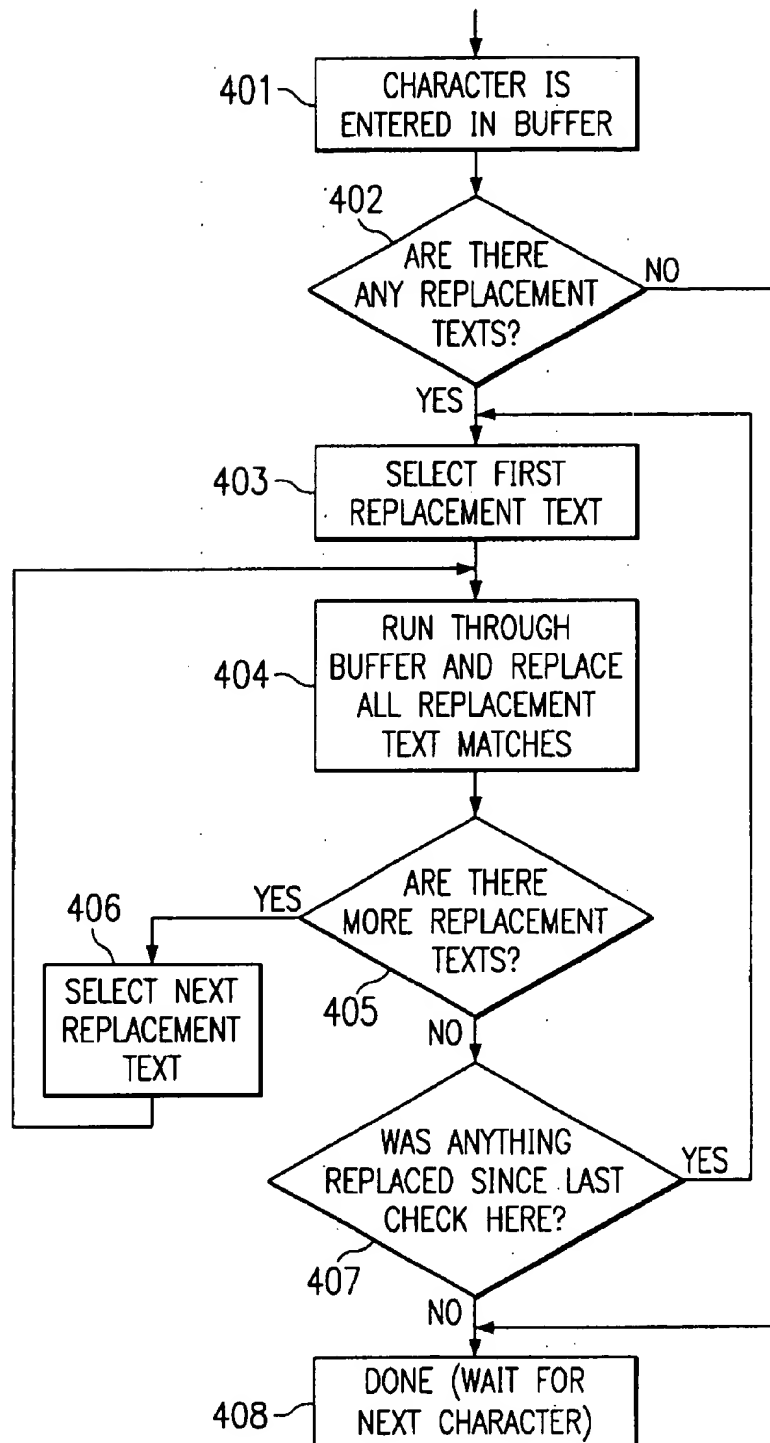 401
CHARACTER IS
ENTERED IN BUFFER
402
ARE THERE
ANY REPLACEMENT
TEXTS?
NO
YES
403
SELECT FIRST
REPLACEMENT TEXT
404
RUN THROUGH
BUFFER AND REPLACE
ALL REPLACEMENT
TEXT MATCHES
405
ARE THERE
MORE REPLACEMENT
TEXTS?
YES
406
SELECT NEXT
REPLACEMENT
TEXT
NO
WAS ANYTHING
REPLACED SINCE LAST
CHECK HERE?
YES
407
NO
408
DONE (WAIT FOR
NEXT CHARACTER)